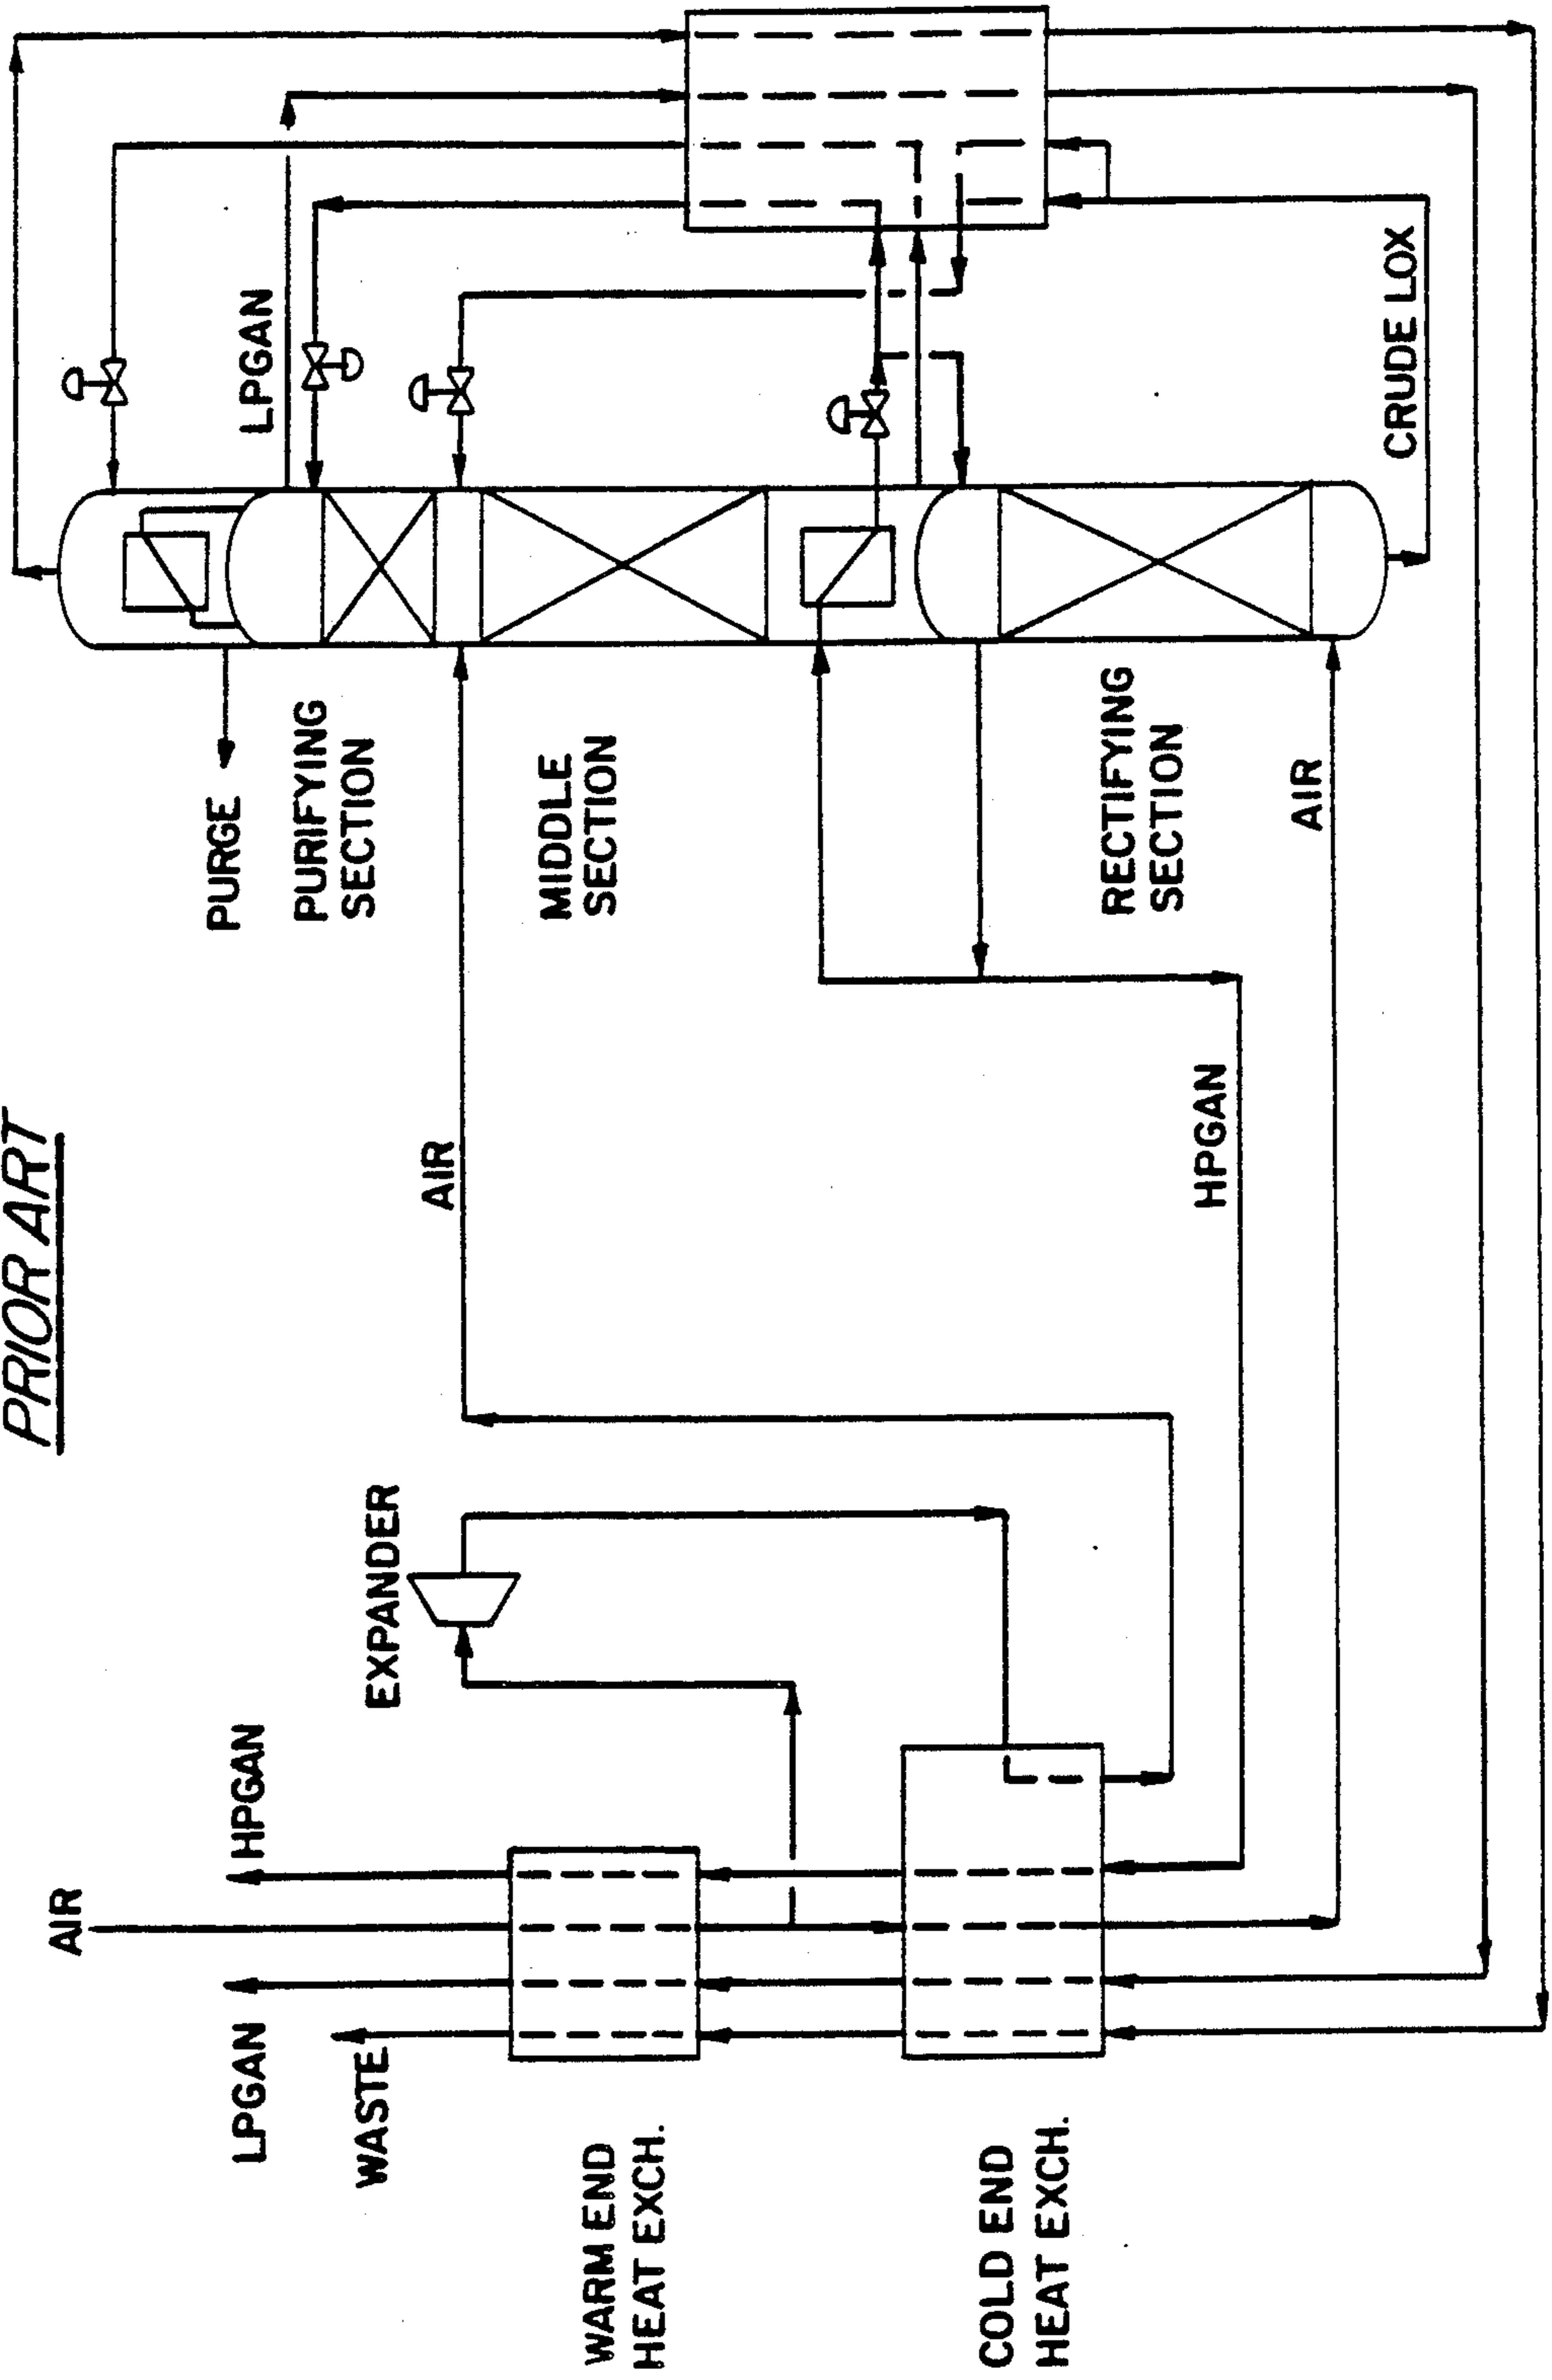 PRIOR ART
AIR
HPGAN
LPGAN
WASTE
EXPANDER
WARM END
HEAT EXCH.
COLD END
HEAT EXCH.
AIR
HPGAN
PURGE
PURIFYING
SECTION
MIDDLE
SECTION
RECTIFYING
SECTION
AIR
LPGAN
CRUDE LOX